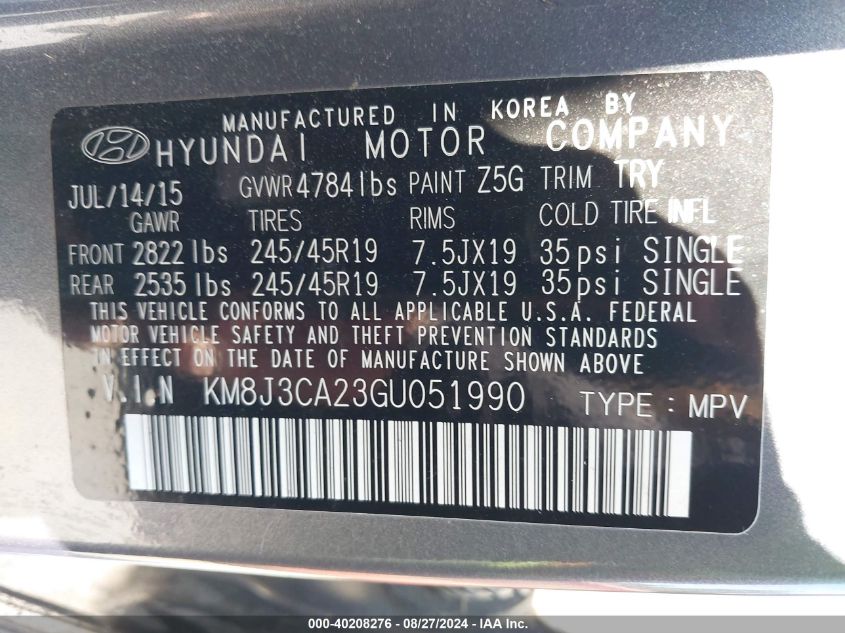 MANUFACTURED IN KOREA BY
HYUNDAI MOTOR COMPANY
JUL/14/15 GVWR 4784 lbs PAINT Z5G TRIM TRY
GAWR TIRES RIMS COLD TIRE INFL
FRONT 2822 lbs 245/45R19 7.5JX19 35psi SINGLE
REAR 2535 lbs 245/45R19 7.5JX19 35psi SINGLE
THIS VEHICLE CONFORMS TO ALL APPLICABLE U.S.A. FEDERAL
MOTOR VEHICLE SAFETY AND THEFT PREVENTION STANDARDS
IN EFFECT ON THE DATE OF MANUFACTURE SHOWN ABOVE.
V.I.N KM8J3CA23GU051990 TYPE : MPV
000-40208276 | 08/27/2024 - IAA, Inc.